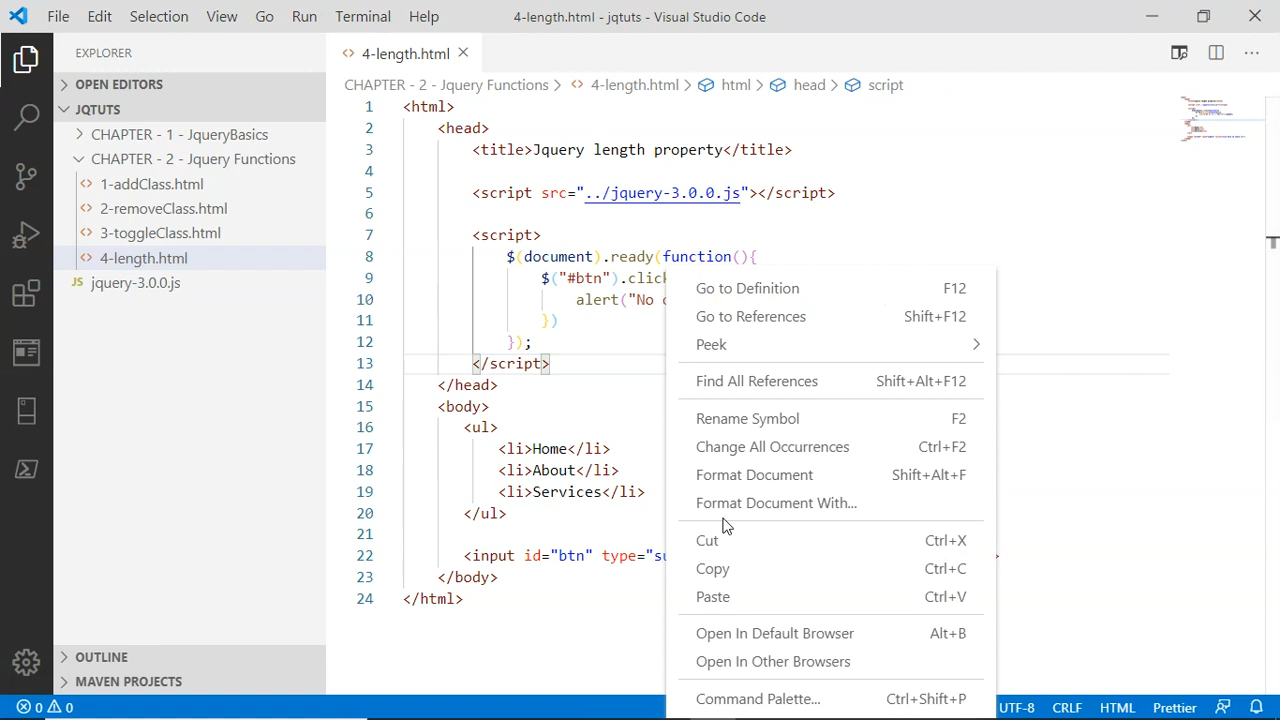 File Edit Selection View Go Run Terminal Help 4-length.html - jqtuts - Visual Studio Code
EXPLORER
OPEN EDITORS
JQTUTS
CHAPTER - 1 - JqueryBasics
CHAPTER - 2 - Jquery Functions
<> 1-addClass.html
<> 2-removeClass.html
<> 3-toggleClass.html
<> 4-length.html
JS jquery-3.0.0.js
OUTLINE
MAVEN PROJECTS
<> 4-length.html
CHAPTER - 2 - Jquery Functions > <> 4-length.html > html > head > script
1 <html>
2 <head>
3 <title>Jquery length property</title>
4
5 <script src="../jquery-3.0.0.js"></script>
6
7 <script>
8 $(document).ready(function(){
9 $("#btn").click
10 alert("No
11 })
12 });
13 </script>
14 </head>
15 <body>
16 <ul>
17 <li>Home</li>
18 <li>About</li>
19 <li>Services</li>
20 </ul>
21
22 <input id="btn" type="su >
23 </body>
24 </html>
Go to Definition F12
Go to References Shift+F12
Peek
Find All References Shift+Alt+F12
Rename Symbol F2
Change All Occurrences Ctrl+F2
Format Document Shift+Alt+F
Format Document With...
Cut Ctrl+X
Copy Ctrl+C
Paste Ctrl+V
Open In Default Browser Alt+B
Open In Other Browsers
Command Palette... Ctrl+Shift+P
0 0 UTF-8 CRLF HTML Prettier